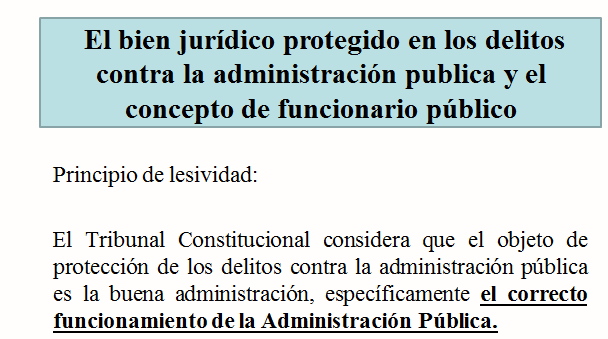 El bien jurídico protegido en los delitos
contra la administración publica y el
concepto de funcionario público
Principio de lesividad:
El Tribunal Constitucional considera que el objeto de
protección de los delitos contra la administración pública
es la buena administración, específicamente el correcto
funcionamiento de la Administración Pública.